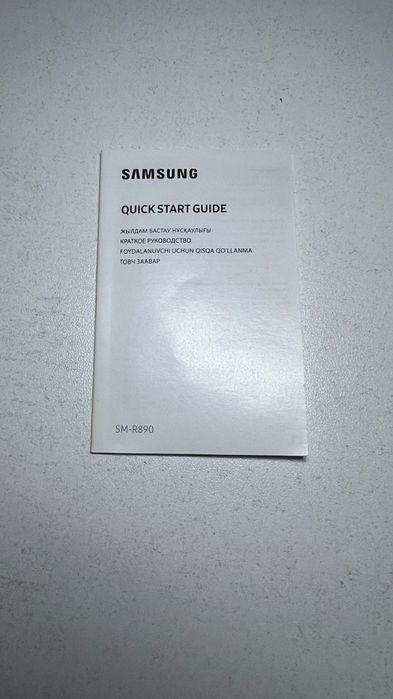 SAMSUNG
QUICK START GUIDE
ЖЫЛДАМ БАСТАУ НҰСҚАУЛЫҒЫ
КРАТКОЕ РУКОВОДСТВО
FOYDALANUVCHI UCHUN QISQA QO'LLANMA
ТОВЧ ЗААВАР
SM-R890